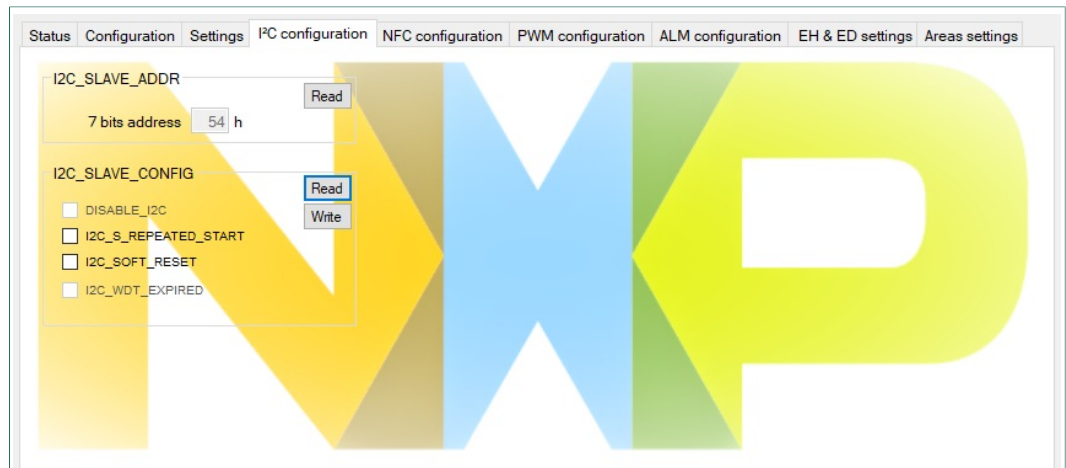 Status Configuration Settings I²C configuration NFC configuration PWM configuration ALM configuration EH & ED settings Areas settings
I2C_SLAVE_ADDR
Read
7 bits address 54 h
I2C_SLAVE_CONFIG
Read
DISABLE_I2C
Write
I2C_S_REPEATED_START
I2C_SOFT_RESET
I2C_WDT_EXPIRED
NXP